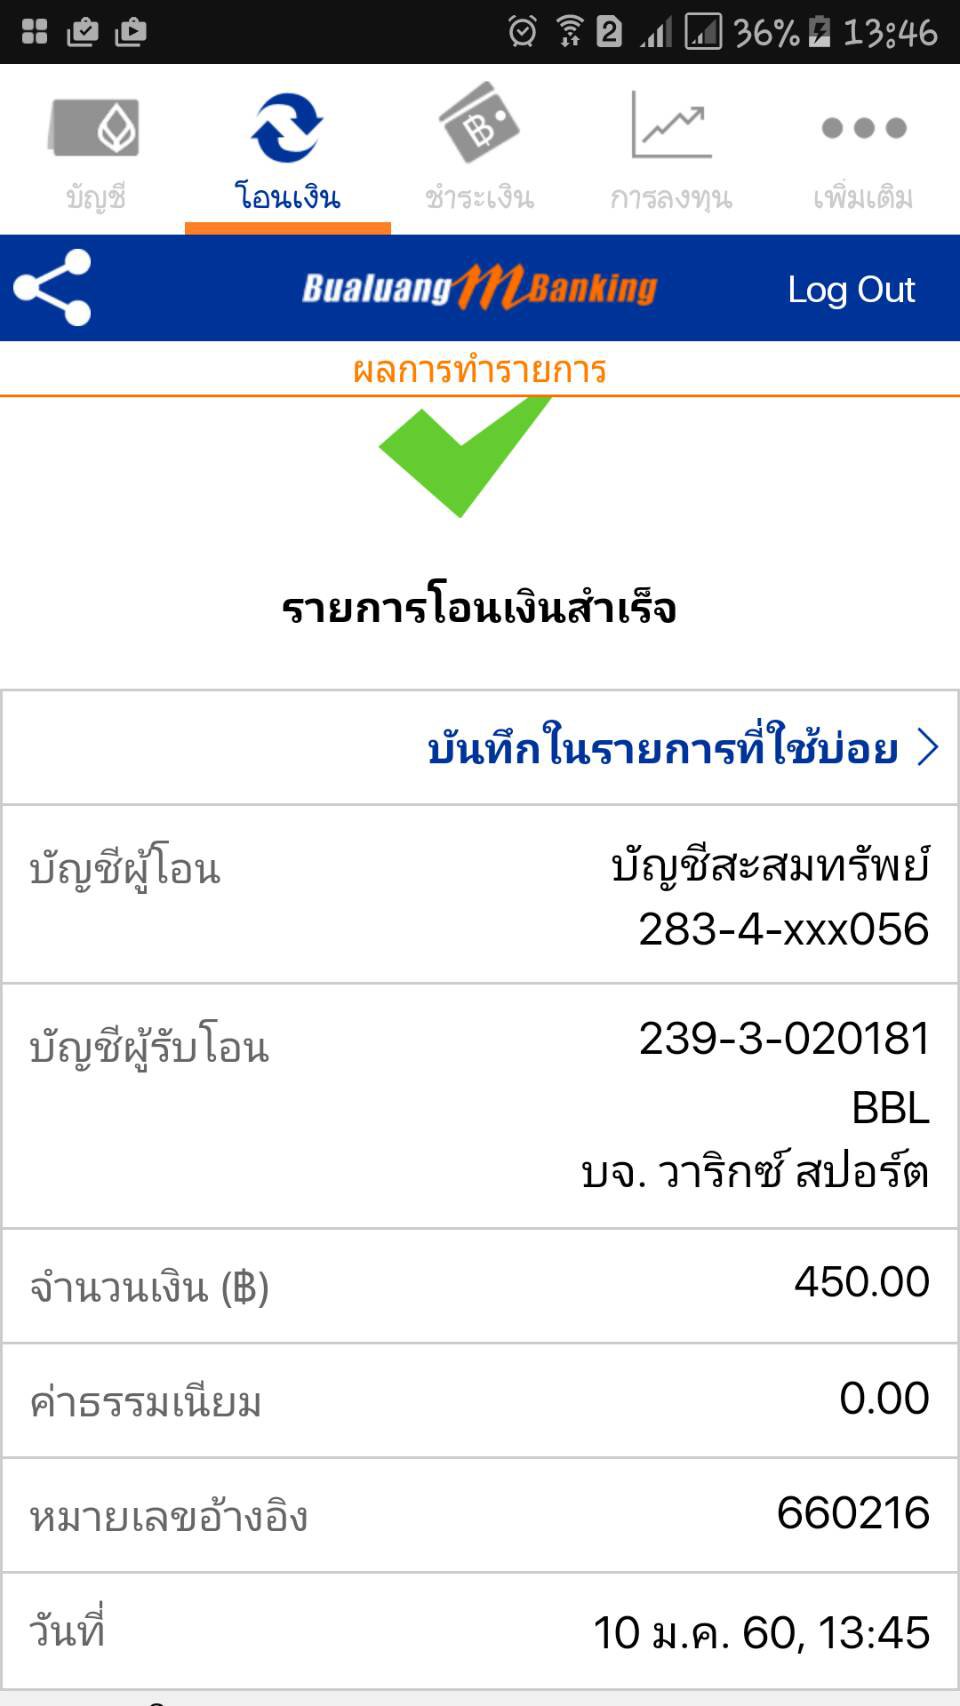 2 36% 13:46
บัญชี โอนเงิน ชำระเงิน การลงทุน เพิ่มเติม
Bualuang mBanking Log Out
ผลการทำรายการ
รายการโอนเงินสำเร็จ
บันทึกในรายการที่ใช้บ่อย >
บัญชีผู้โอน บัญชีสะสมทรัพย์
283-4-xxx056
บัญชีผู้รับโอน 239-3-020181
BBL
บจ. วาริกซ์ สปอร์ต
จำนวนเงิน (฿) 450.00
ค่าธรรมเนียม 0.00
หมายเลขอ้างอิง 660216
วันที่ 10 ม.ค. 60, 13:45